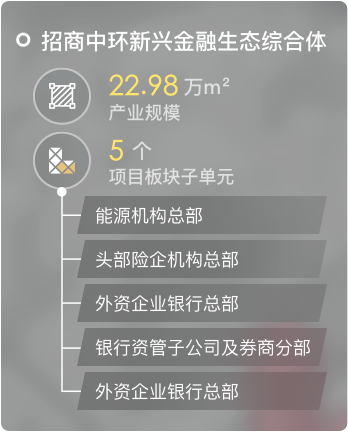 招商中环新兴金融生态综合体
22.98 万m²
产业规模
5 个
项目板块子单元
能源机构总部
头部险企机构总部
外资企业银行总部
银行资管子公司及券商分部
外资企业银行总部